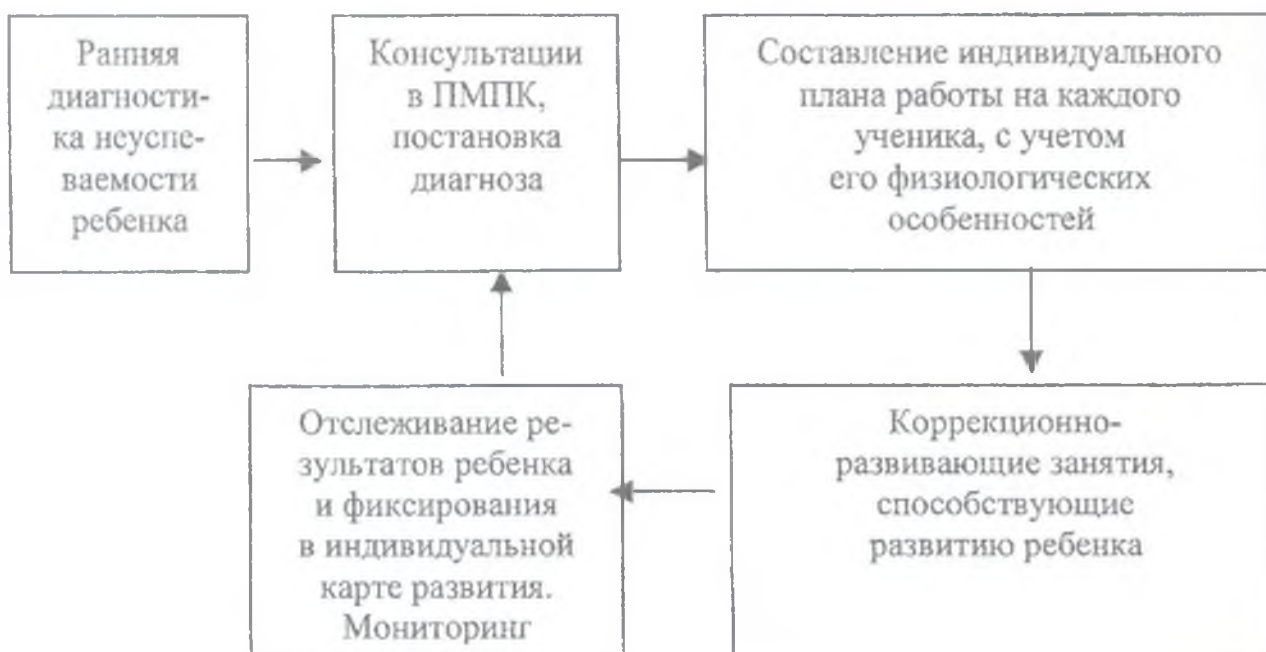 Ранняя
диагности-
ка неуспе-
ваемости
ребенка
Консультации
в ПМПК,
постановка
диагноза
Составление индивидуального
плана работы на каждого
ученика, с учетом
его физиологических
особенностей
Коррекционно-
развивающие занятия,
способствующие
развитию ребенка
Отслеживание ре-
зультатов ребенка
и фиксирования
в индивидуальной
карте развития.
Мониторинг